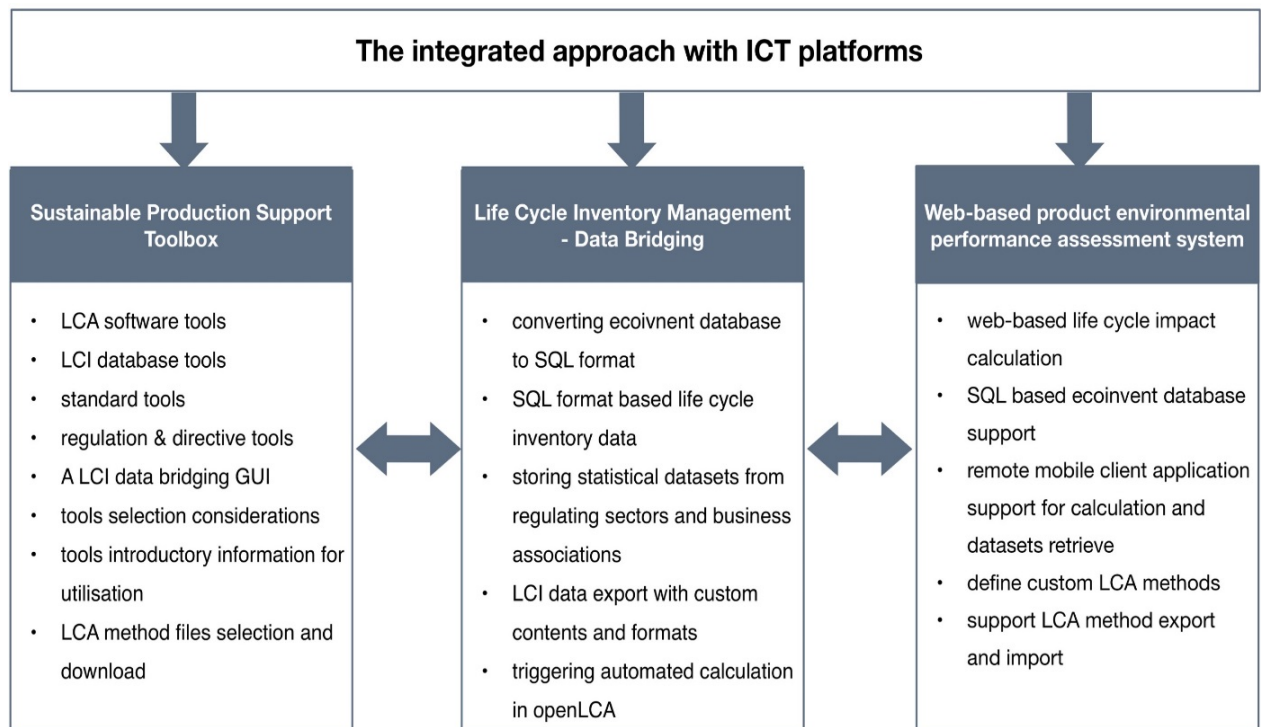 The integrated approach with ICT platforms
Sustainable Production Support
Toolbox
• LCA software tools
• LCI database tools
• standard tools
• regulation & directive tools
• A LCI data bridging GUI
• tools selection considerations
• tools introductory information for
utilisation
• LCA method files selection and
download
Life Cycle Inventory Management
- Data Bridging
• converting ecoivnent database
to SQL format
• SQL format based life cycle
inventory data
• storing statistical datasets from
regulating sectors and business
associations
• LCI data export with custom
contents and formats
• triggering automated calculation
in openLCA
Web-based product environmental
performance assessment system
• web-based life cycle impact
calculation
• SQL based ecoinvent database
support
• remote mobile client application
support for calculation and
datasets retrieve
• define custom LCA methods
• support LCA method export
and import